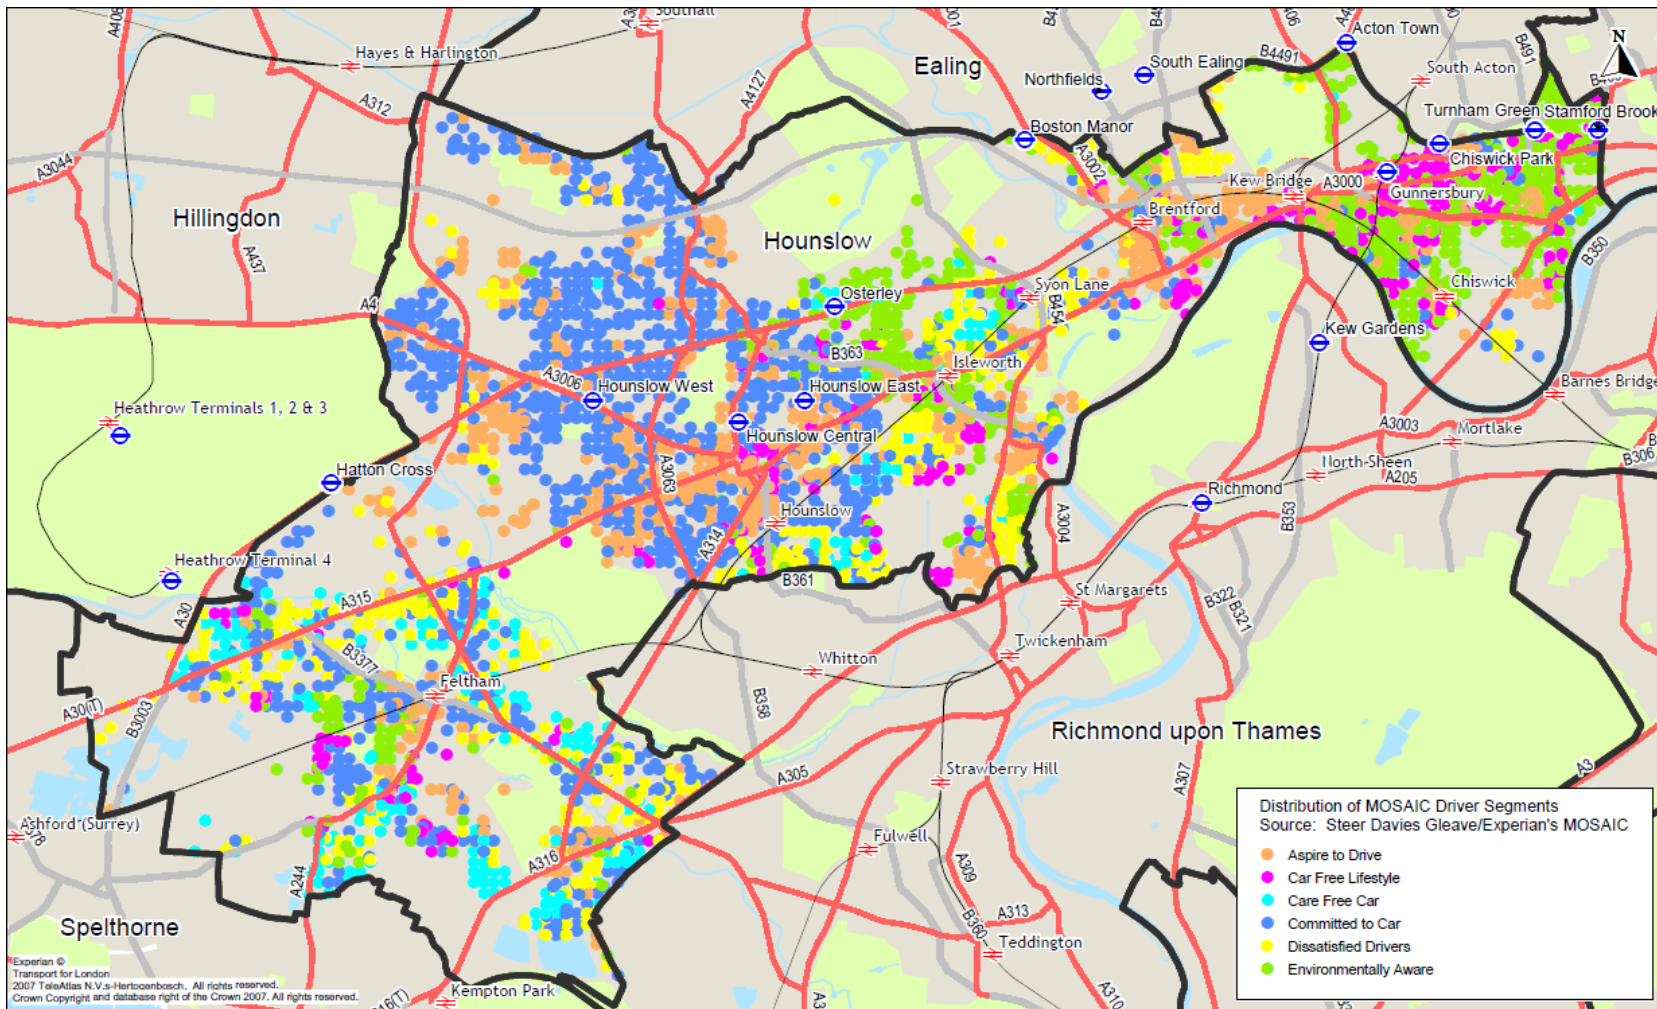 A408
Southall
Hayes & Harlington
A312
A4127
Ealing
B4491
Acton Town
B491
N
South Ealing
Northfields
South Acton
Boston Manor
A3002
Turnham Green
Stamford Brook
Chiswick Park
Kew Bridge
A3000
Gunnersbury
Brentford
A3044
Hillingdon
A437
Hounslow
B350
A4
Osterley
Syon Lane
B454
Chiswick
Kew Gardens
B363
Isleworth
A3006
Hounslow West
Hounslow East
Barnes Bridge
Heathrow Terminals 1, 2 & 3
Hounslow Central
A3003
Mortlake
B306
A3063
North Sheen
A205
Hatton Cross
Richmond
B353
Hounslow
A3004
A314
Heathrow Terminal 4
B361
A30
A315
St Margarets
B322
B321
Twickenham
Whitton
B3377
Feltham
A30(T)
B3003
B358
Richmond upon Thames
A305
Strawberry Hill
A307
A3
Ashford (Surrey)
Fulwell
A316
A244
A309
A313
B360
Teddington
Spelthorne
A310
Kempton Park
Distribution of MOSAIC Driver Segments
Source: Steer Davies Gleave/Experian's MOSAIC
Aspire to Drive
Car Free Lifestyle
Care Free Car
Committed to Car
Dissatisfied Drivers
Environmentally Aware
Experian ©
Transport for London
2007 TeleAtlas N.V.s-Hertogenbosch. All rights reserved.
Crown Copyright and database right of the Crown 2007. All rights reserved.